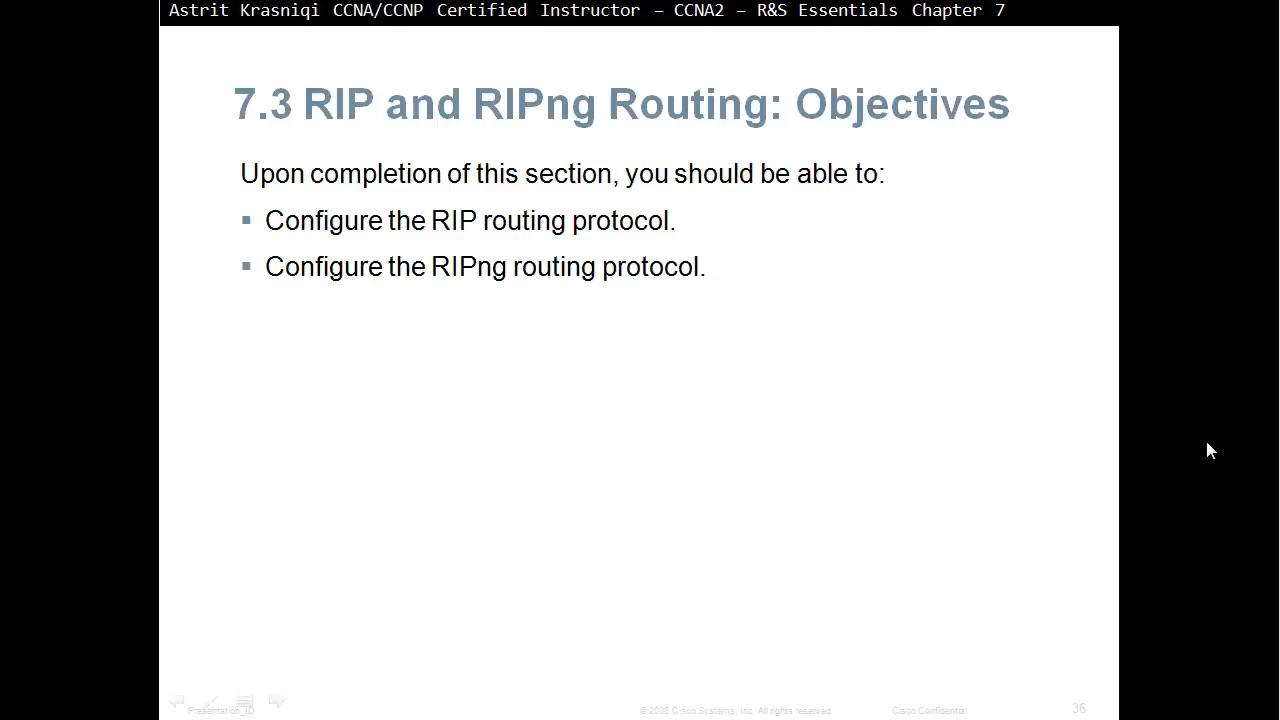 Astrit Krasniqi CCNA/CCNP Certified Instructor – CCNA2 – R&S Essentials Chapter 7
7.3 RIP and RIPng Routing: Objectives
Upon completion of this section, you should be able to:
▪ Configure the RIP routing protocol.
▪ Configure the RIPng routing protocol.
Presentation_ID © 2008 Cisco Systems, Inc. All rights reserved. Cisco Confidential 36